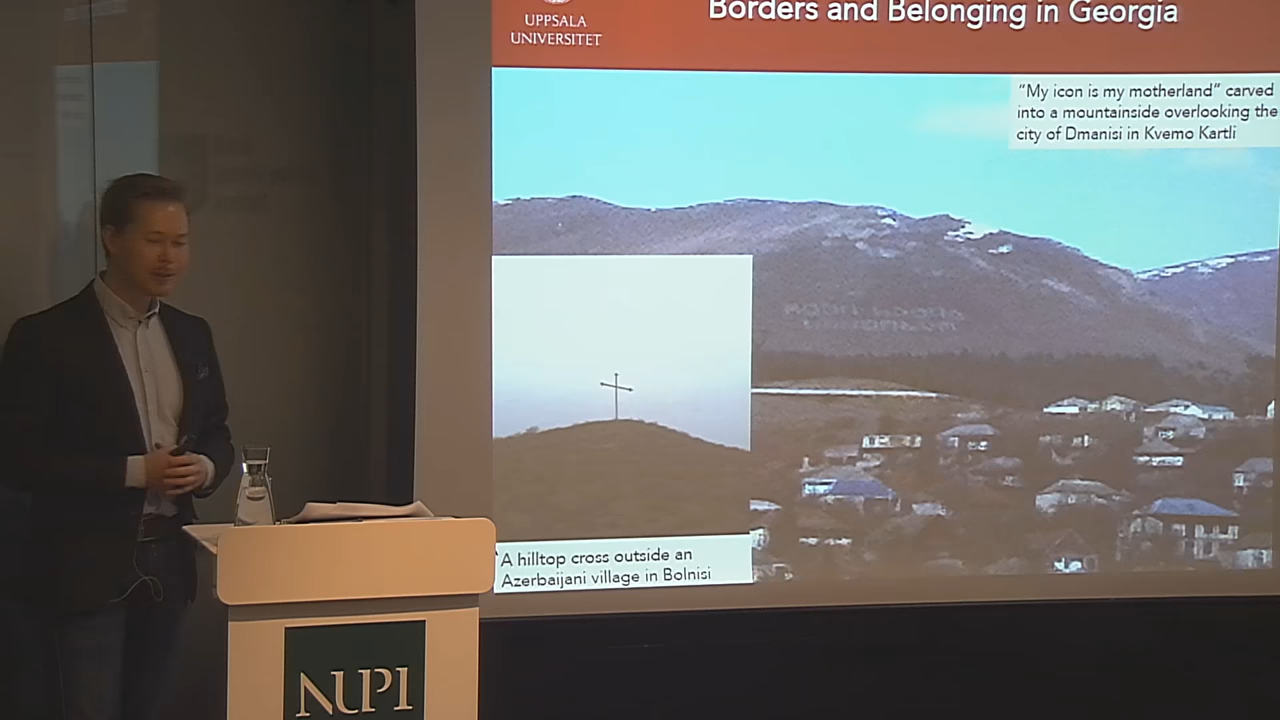 UPPSALA
UNIVERSITET
Borders and Belonging in Georgia
“My icon is my motherland” carved
into a mountainside overlooking the
city of Dmanisi in Kvemo Kartli
A hilltop cross outside an
Azerbaijani village in Bolnisi
NUPI